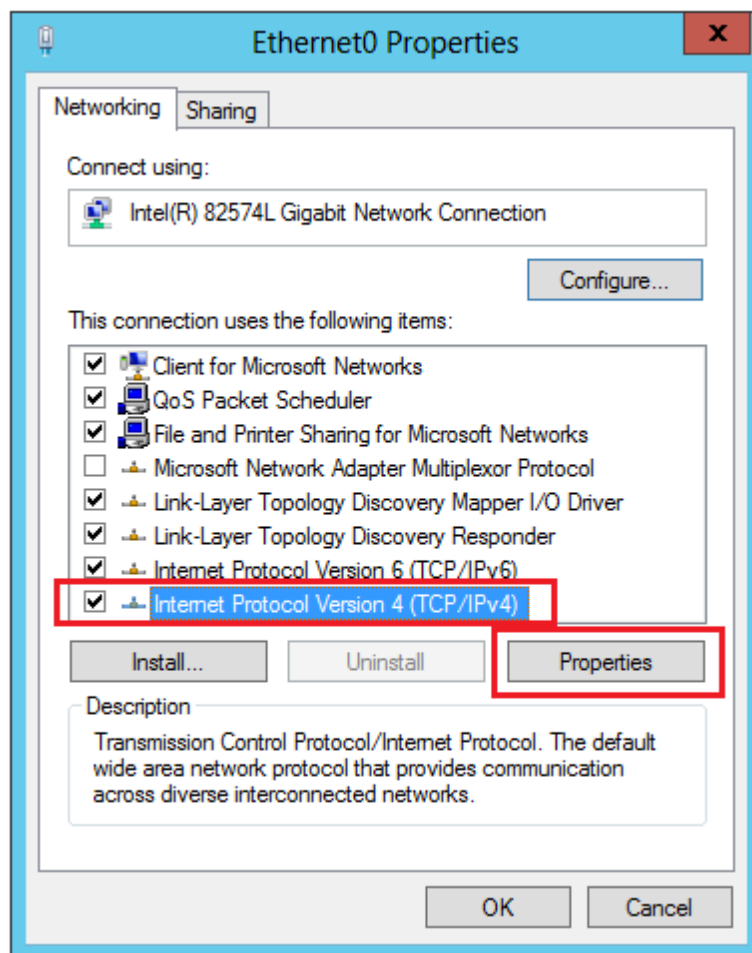 Ethernet0 Properties
x
Networking
Sharing
Connect using:
Intel(R) 82574L Gigabit Network Connection
Configure...
This connection uses the following items:
Client for Microsoft Networks
QoS Packet Scheduler
File and Printer Sharing for Microsoft Networks
Microsoft Network Adapter Multiplexor Protocol
Link-Layer Topology Discovery Mapper I/O Driver
Link-Layer Topology Discovery Responder
Internet Protocol Version 6 (TCP/IPv6)
Internet Protocol Version 4 (TCP/IPv4)
Install...
Uninstall
Properties
Description
Transmission Control Protocol/Internet Protocol. The default
wide area network protocol that provides communication
across diverse interconnected networks.
OK
Cancel